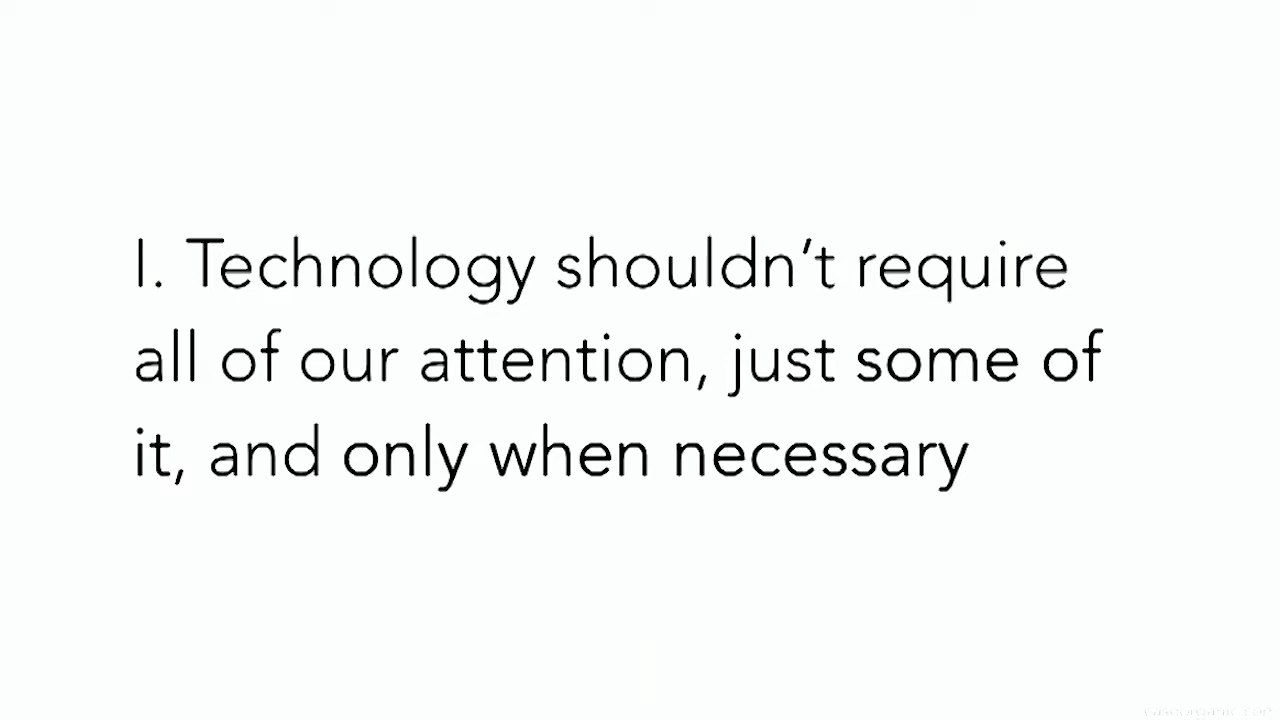 I. Technology shouldn’t require
all of our attention, just some of
it, and only when necessary